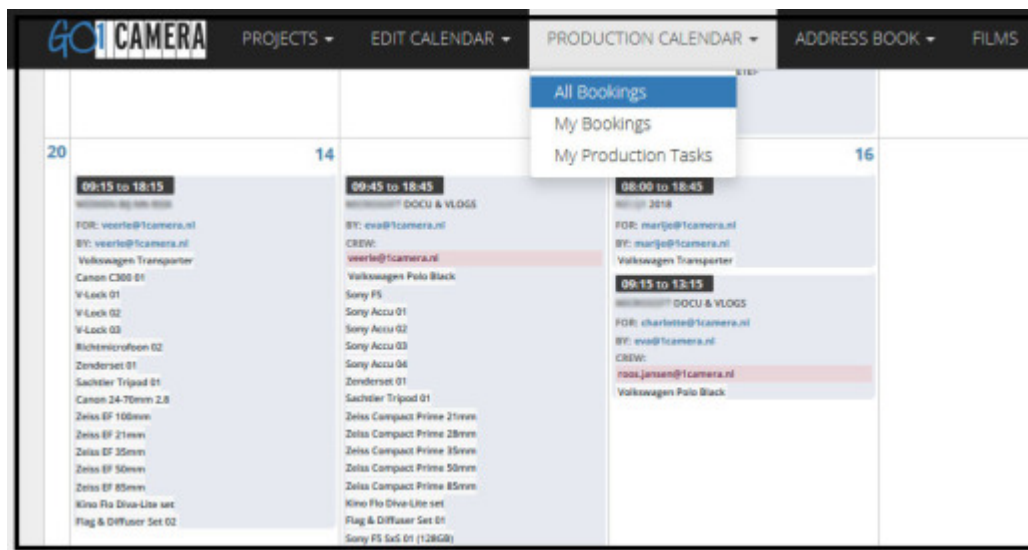 GO1CAMERA
PROJECTS
EDIT CALENDAR
PRODUCTION CALENDAR
ADDRESS BOOK
FILMS
All Bookings
My Bookings
My Production Tasks
20
14
09:15 to 18:15
FOR: veerle@1camera.nl
BY: veerle@1camera.nl
Volkswagen Transporter
Canon C300 01
V-Lock 01
V-Lock 02
V-Lock 03
Richtmicrofoon 02
Zenderset 01
Sachtler Tripod 01
Canon 24-70mm 2.8
Zeiss EF 100mm
Zeiss EF 21mm
Zeiss EF 35mm
Zeiss EF 50mm
Zeiss EF 85mm
Kino Flo Diva-Lite set
Flag & Diffuser Set 02
09:45 to 18:45
DOCU & VLOGS
BY: eva@1camera.nl
CREW:
veerle@1camera.nl
Volkswagen Polo Black
Sony F5
Sony Accu 01
Sony Accu 02
Sony Accu 03
Sony Accu 04
Zenderset 01
Sachtler Tripod 01
Zeiss Compact Prime 21mm
Zeiss Compact Prime 28mm
Zeiss Compact Prime 35mm
Zeiss Compact Prime 50mm
Zeiss Compact Prime 85mm
Kino Flo Diva-Lite set
Flag & Diffuser Set 01
Sony F5 SxS 01 (128GB)
16
08:00 to 18:45
2018
FOR: marije@1camera.nl
BY: marije@1camera.nl
Volkswagen Transporter
09:15 to 13:15
DOCU & VLOGS
FOR: charlotte@1camera.nl
BY: eva@1camera.nl
CREW:
roos.jansen@1camera.nl
Volkswagen Polo Black